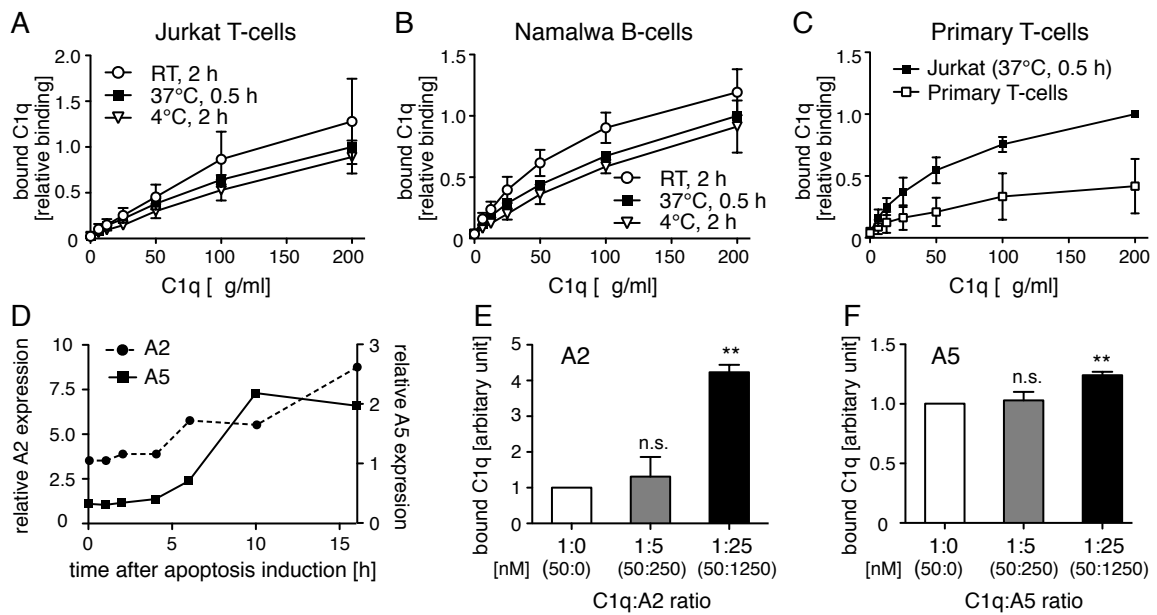 A
Jurkat T-cells
bound C1q
[relative binding]
2.0
1.5
1.0
0.5
0
RT, 2 h
37°C, 0.5 h
4°C, 2 h
0 50 100 150 200
C1q [ g/ml]
B
Namalwa B-cells
bound C1q
[relative binding]
1.5
1.0
0.5
0
RT, 2 h
37°C, 0.5 h
4°C, 2 h
0 50 100 150 200
C1q [ g/ml]
C
Primary T-cells
bound C1q
[relative binding]
1.5
1.0
0.5
0
Jurkat (37°C, 0.5 h)
Primary T-cells
0 50 100 150 200
C1q [ g/ml]
D
relative A2 expression
10
7.5
5.0
2.5
0
A2
A5
3
2
1
0
relative A5 expresion
0 5 10 15
time after apoptosis induction [h]
E
bound C1q [arbitary unit]
5
4
3
2
1
0
A2
n.s.
**
1:0 1:5 1:25
[nM] (50:0) (50:250) (50:1250)
C1q:A2 ratio
F
bound C1q [arbitary unit]
1.5
1.0
0.5
0
A5
n.s.
**
1:0 1:5 1:25
[nM] (50:0) (50:250) (50:1250)
C1q:A5 ratio